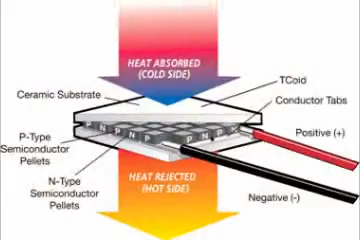 HEAT ABSORBED
(COLD SIDE)
TCold
Ceramic Substrate
Conductor Tabs
Positive (+)
P-Type
Semiconductor
Pellets
N
P
N
P
P
N
P
N-Type
Semiconductor
Pellets
HEAT REJECTED
(HOT SIDE)
Negative (-)